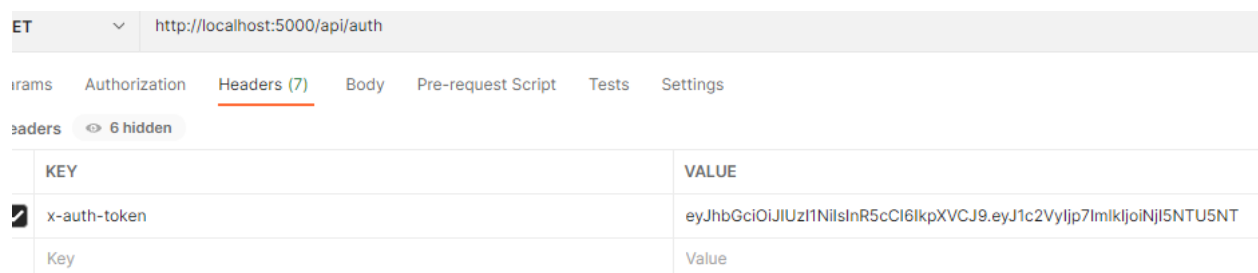 ET http://localhost:5000/api/auth
arams Authorization Headers (7) Body Pre-request Script Tests Settings
eaders 6 hidden
KEY VALUE
x-auth-token eyJhbGciOiJIUzI1NiIsInR5cCI6IkpXVCJ9.eyJ1c2VyIjp7ImlkIjoiNjI5NTU5NT
Key Value